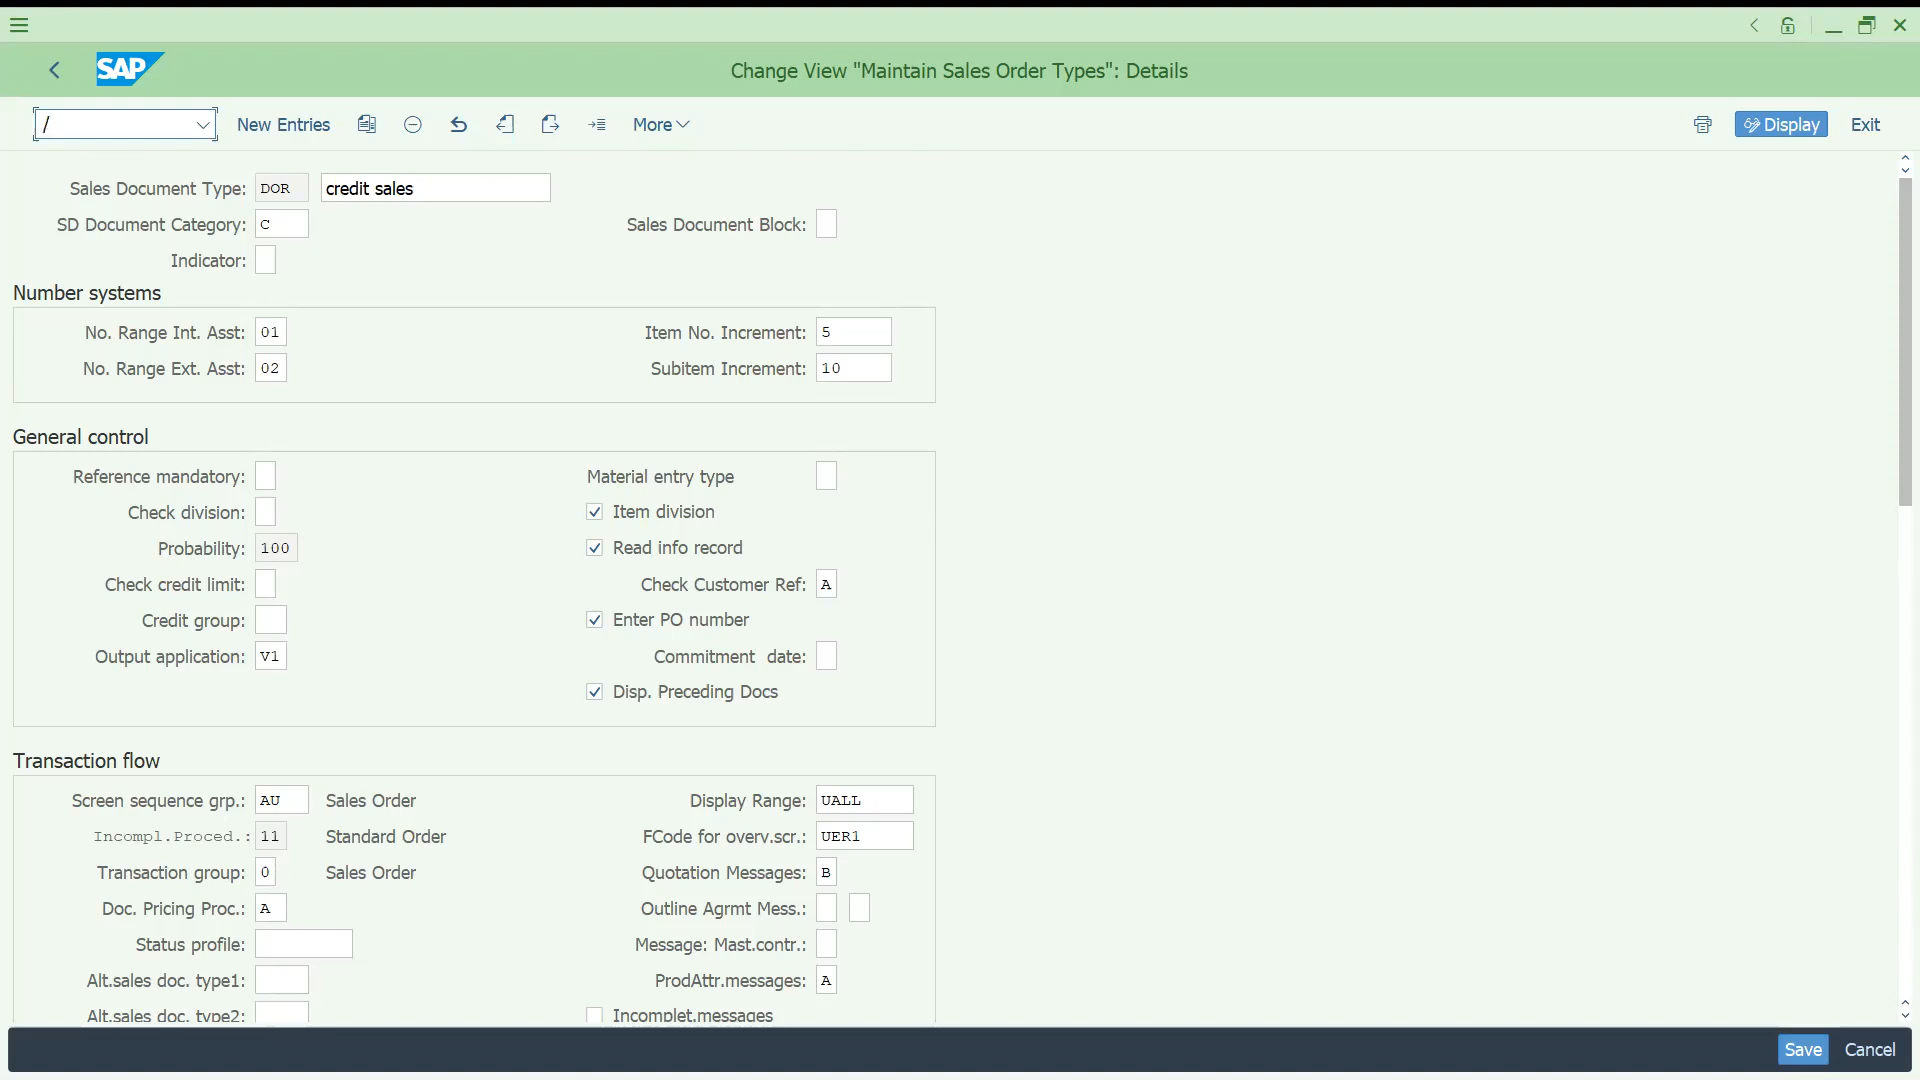 SAP
Change View "Maintain Sales Order Types": Details
/
New Entries
More
Display
Exit
Sales Document Type: DOR credit sales
SD Document Category: C Sales Document Block:
Indicator:
Number systems
No. Range Int. Asst: 01 Item No. Increment: 5
No. Range Ext. Asst: 02 Subitem Increment: 10
General control
Reference mandatory: Material entry type
Check division: Item division
Probability: 100 Read info record
Check credit limit: Check Customer Ref: A
Credit group: Enter PO number
Output application: V1 Commitment date:
Disp. Preceding Docs
Transaction flow
Screen sequence grp.: AU Sales Order Display Range: UALL
Incompl.Proced.: 11 Standard Order FCode for overv.scr.: UER1
Transaction group: 0 Sales Order Quotation Messages: B
Doc. Pricing Proc.: A Outline Agrmt Mess.:
Status profile: Message: Mast.contr.:
Alt.sales doc. type1: ProdAttr.messages: A
Alt.sales doc. type2: Incomplet.messages
Save Cancel